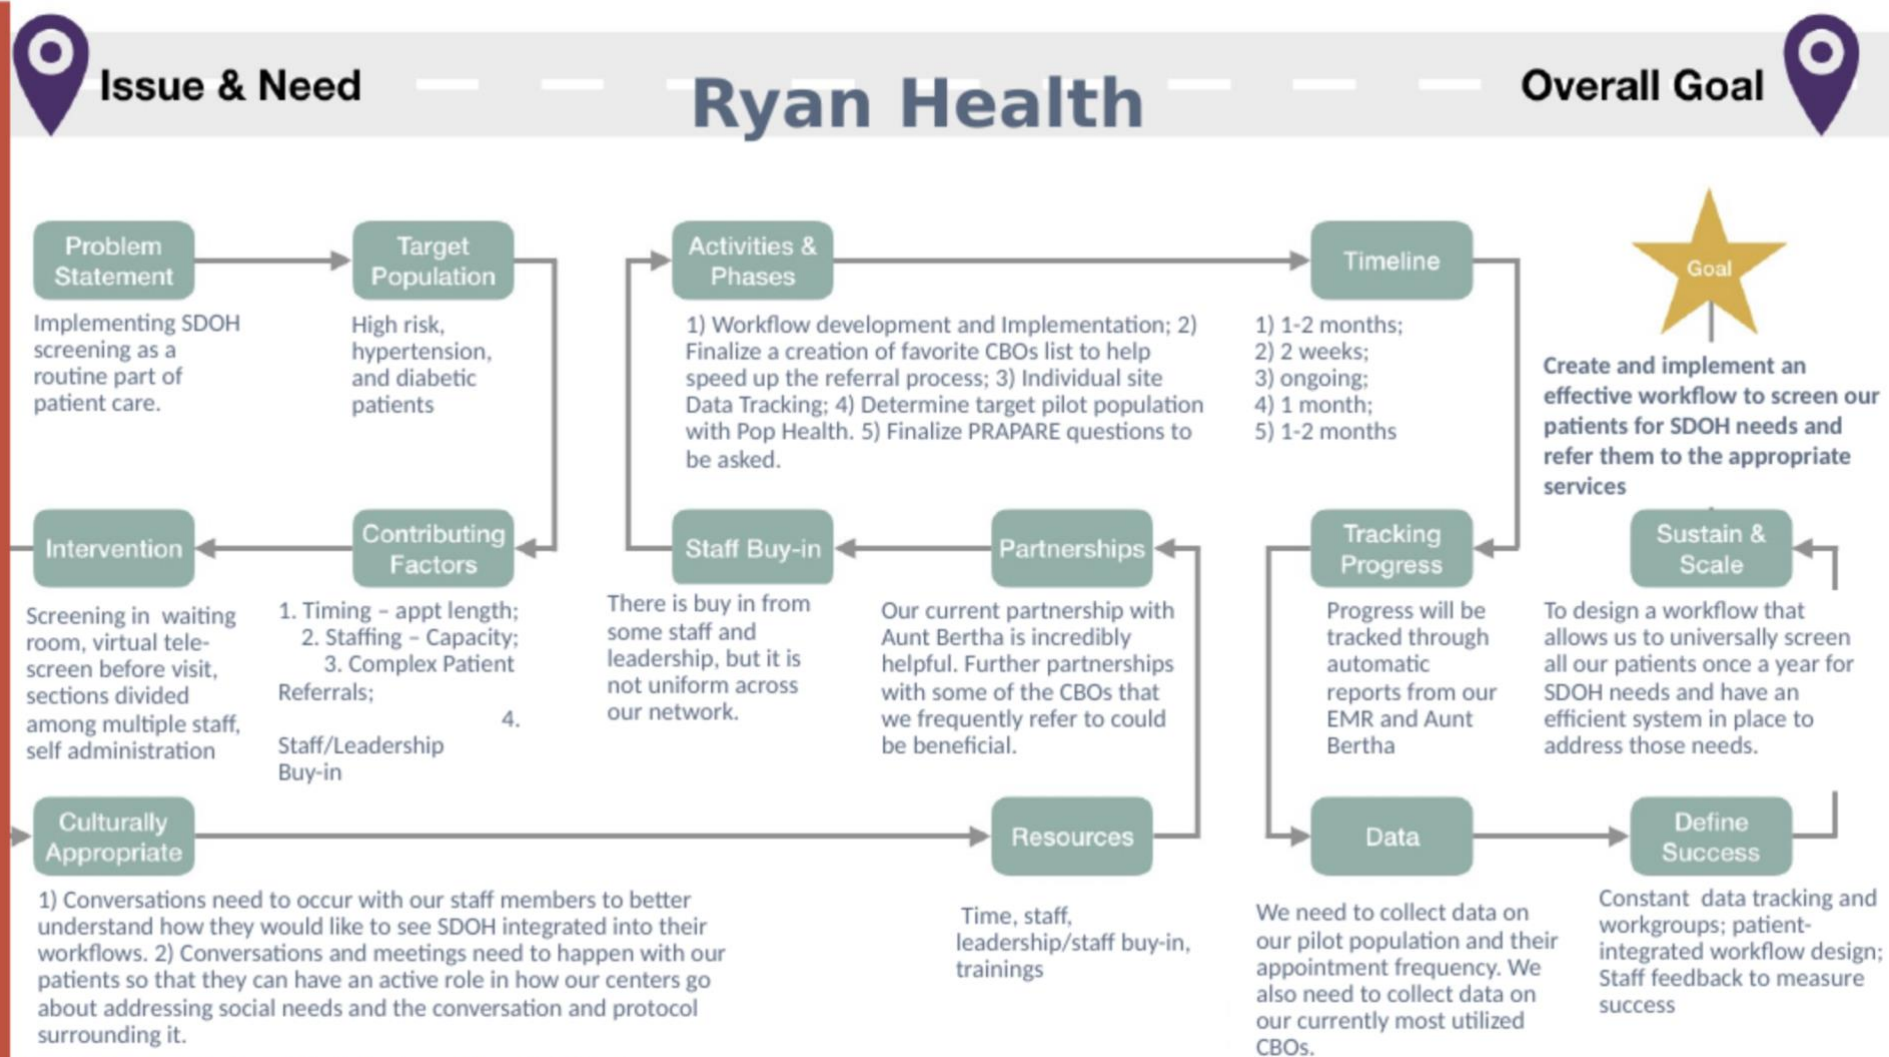 Issue & Need
Ryan Health
Overall Goal
Problem
Statement
Implementing SDOH
screening as a
routine part of
patient care.
Target
Population
High risk,
hypertension,
and diabetic
patients
Activities &
Phases
1) Workflow development and Implementation; 2)
Finalize a creation of favorite CBOs list to help
speed up the referral process; 3) Individual site
Data Tracking; 4) Determine target pilot population
with Pop Health. 5) Finalize PRAPARE questions to
be asked.
Timeline
1) 1-2 months;
2) 2 weeks;
3) ongoing;
4) 1 month;
5) 1-2 months
Goal
Create and implement an
effective workflow to screen our
patients for SDOH needs and
refer them to the appropriate
services
Intervention
Screening in  waiting
room, virtual tele-
screen before visit,
sections divided
among multiple staff,
self administration
Contributing
Factors
1. Timing – appt length;
2. Staffing – Capacity;
3. Complex Patient
Referrals;
4.
Staff/Leadership
Buy-in
Staff Buy-in
There is buy in from
some staff and
leadership, but it is
not uniform across
our network.
Partnerships
Our current partnership with
Aunt Bertha is incredibly
helpful. Further partnerships
with some of the CBOs that
we frequently refer to could
be beneficial.
Tracking
Progress
Progress will be
tracked through
automatic
reports from our
EMR and Aunt
Bertha
Sustain &
Scale
To design a workflow that
allows us to universally screen
all our patients once a year for
SDOH needs and have an
efficient system in place to
address those needs.
Culturally
Appropriate
1) Conversations need to occur with our staff members to better
understand how they would like to see SDOH integrated into their
workflows. 2) Conversations and meetings need to happen with our
patients so that they can have an active role in how our centers go
about addressing social needs and the conversation and protocol
surrounding it.
Resources
Time, staff,
leadership/staff buy-in,
trainings
Data
We need to collect data on
our pilot population and their
appointment frequency. We
also need to collect data on
our currently most utilized
CBOs.
Define
Success
Constant  data tracking and
workgroups; patient-
integrated workflow design;
Staff feedback to measure
success